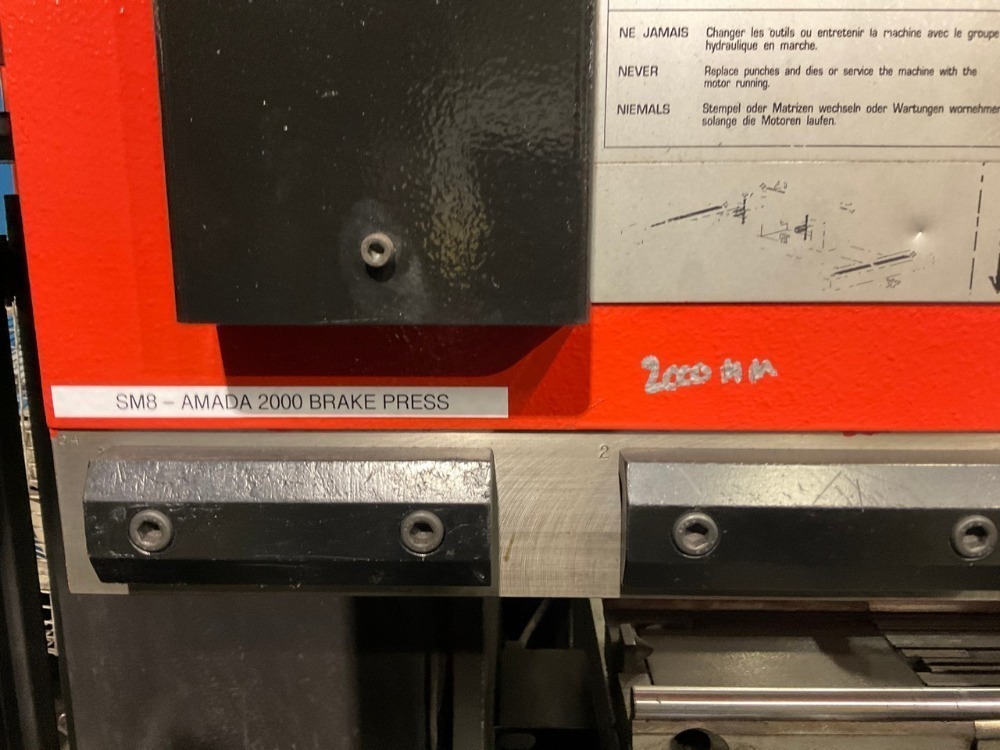 NE JAMAIS Changer les outils ou entretenir la machine avec le groupe
hydraulique en marche.
NEVER Replace punches and dies or service the machine with the
motor running.
NIEMALS Stempel oder Matrizen wechseln oder Wartungen wornehmen
solange die Motoren laufen.
2000 MM
SM8 – AMADA 2000 BRAKE PRESS
2